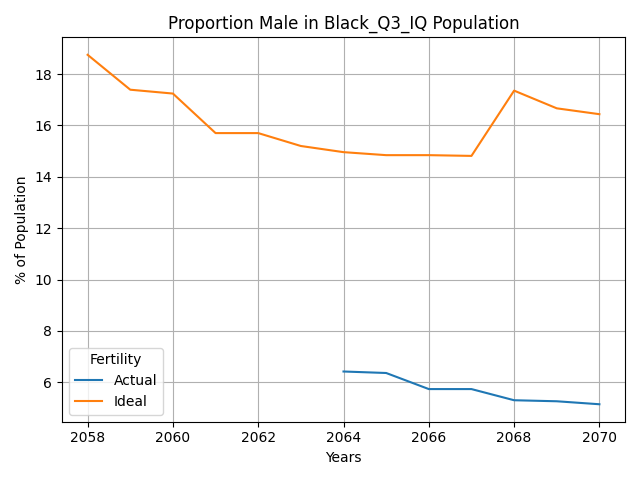 Proportion Male in Black_Q3_IQ Population
% of Population
18
16
14
12
10
8
6
Fertility
Actual
Ideal
2058 2060 2062 2064 2066 2068 2070
Years